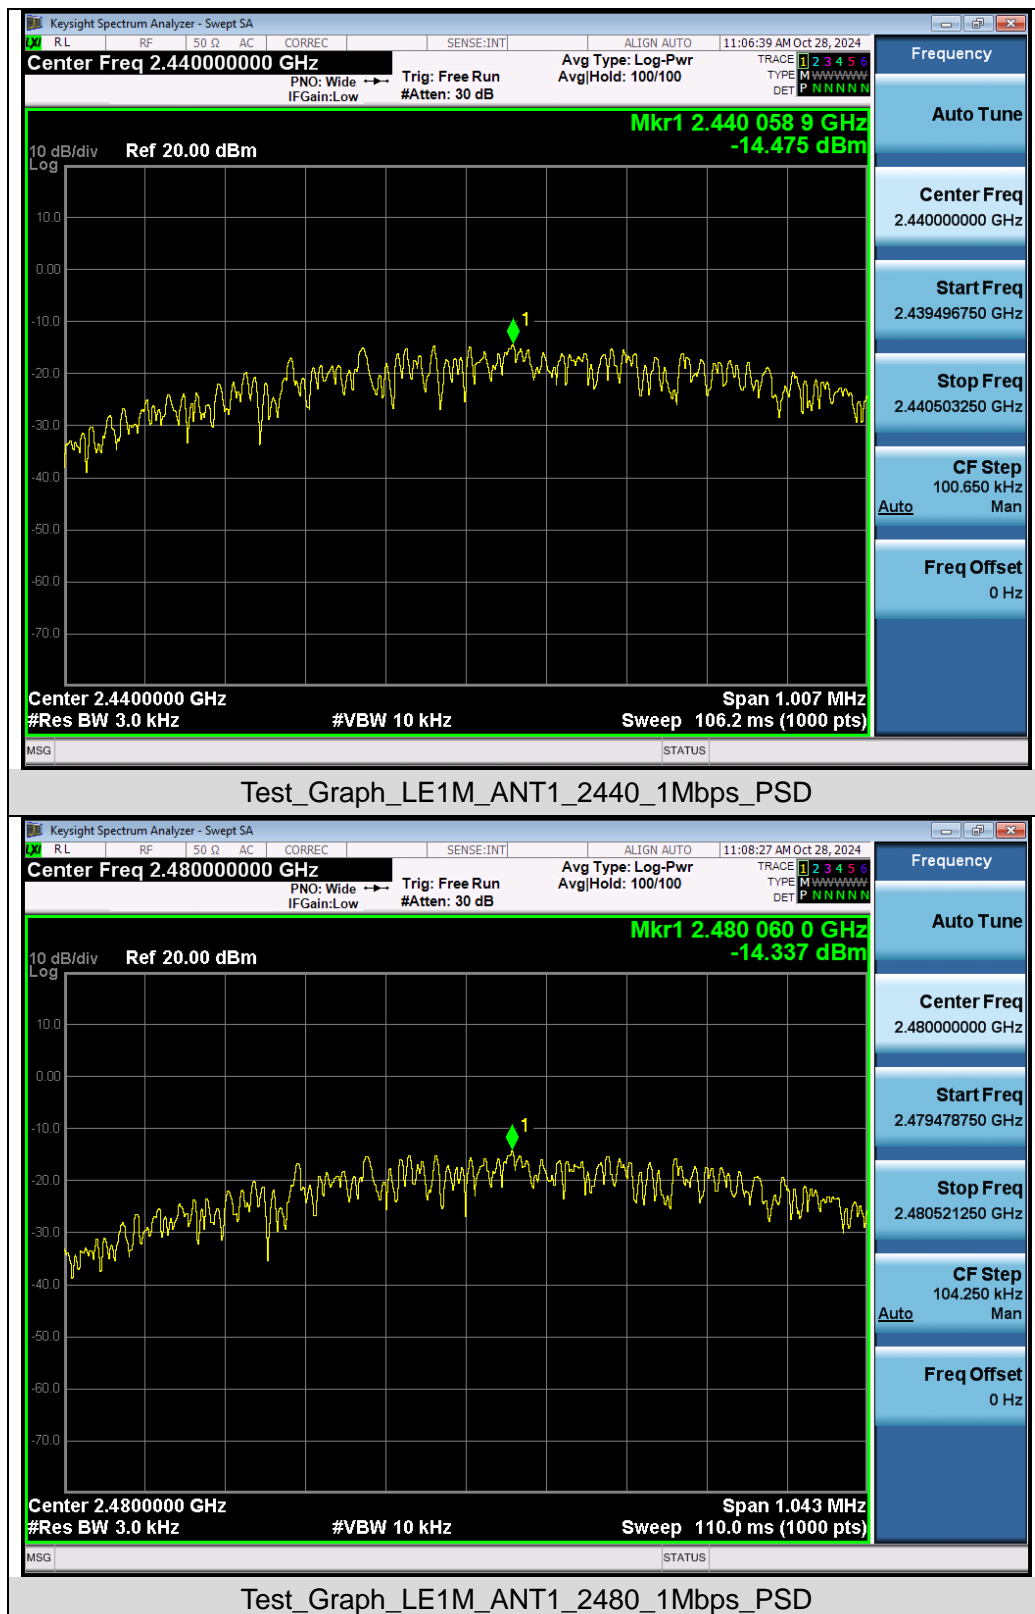 Keysight Spectrum Analyzer - Swept SA
LXI RL RF 50 Ω AC CORREC SENSE:INT ALIGN AUTO 11:06:39 AM Oct 28, 2024
Center Freq 2.440000000 GHz
PNO: Wide
IFGain:Low
Trig: Free Run
#Atten: 30 dB
Avg Type: Log-Pwr
Avg|Hold: 100/100
TRACE 1 2 3 4 5 6
TYPE M WWWWW
DET P N N N N N
Mkr1 2.440 058 9 GHz
-14.475 dBm
10 dB/div Ref 20.00 dBm
Log
10.0
0.00
-10.0
1
-20.0
-30.0
-40.0
-50.0
-60.0
-70.0
Center 2.4400000 GHz Span 1.007 MHz
#Res BW 3.0 kHz #VBW 10 kHz Sweep 106.2 ms (1000 pts)
MSG STATUS
Frequency
Auto Tune
Center Freq
2.440000000 GHz
Start Freq
2.439496750 GHz
Stop Freq
2.440503250 GHz
CF Step
100.650 kHz
Auto Man
Freq Offset
0 Hz
Test_Graph_LE1M_ANT1_2440_1Mbps_PSD
Keysight Spectrum Analyzer - Swept SA
LXI RL RF 50 Ω AC CORREC SENSE:INT ALIGN AUTO 11:08:27 AM Oct 28, 2024
Center Freq 2.480000000 GHz
PNO: Wide
IFGain:Low
Trig: Free Run
#Atten: 30 dB
Avg Type: Log-Pwr
Avg|Hold: 100/100
TRACE 1 2 3 4 5 6
TYPE M WWWWW
DET P N N N N N
Mkr1 2.480 060 0 GHz
-14.337 dBm
10 dB/div Ref 20.00 dBm
Log
10.0
0.00
-10.0
1
-20.0
-30.0
-40.0
-50.0
-60.0
-70.0
Center 2.4800000 GHz Span 1.043 MHz
#Res BW 3.0 kHz #VBW 10 kHz Sweep 110.0 ms (1000 pts)
MSG STATUS
Frequency
Auto Tune
Center Freq
2.480000000 GHz
Start Freq
2.479478750 GHz
Stop Freq
2.480521250 GHz
CF Step
104.250 kHz
Auto Man
Freq Offset
0 Hz
Test_Graph_LE1M_ANT1_2480_1Mbps_PSD